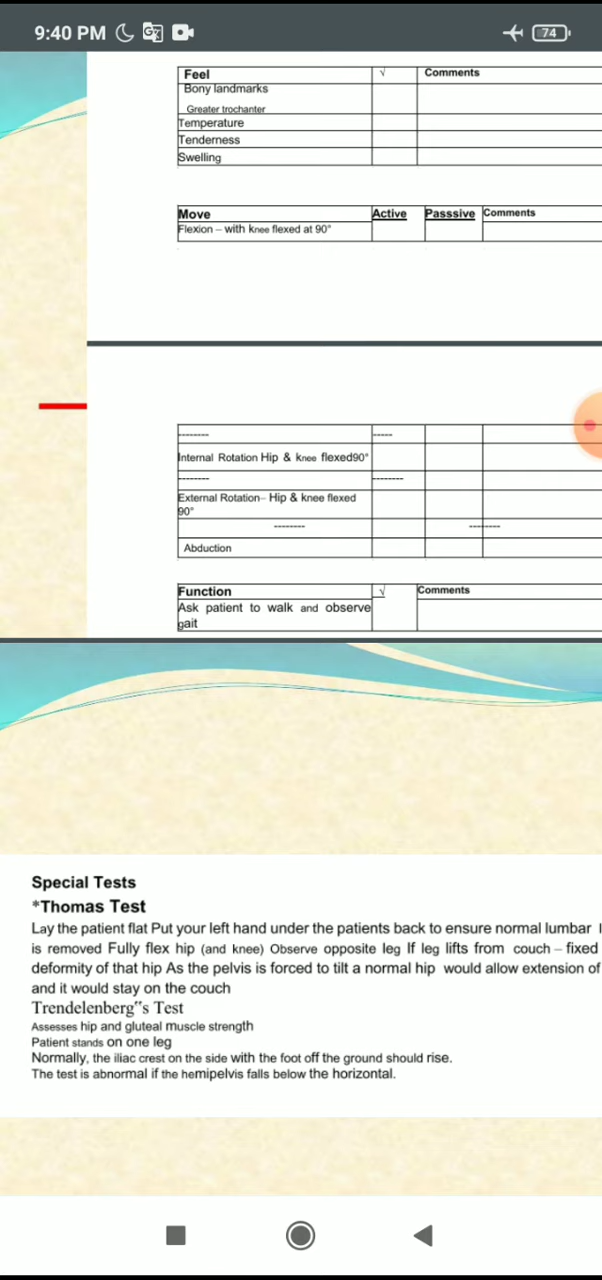 9:40 PM
74
Feel √ Comments
Bony landmarks
Greater trochanter
Temperature
Tenderness
Swelling
Move Active Passsive Comments
Flexion – with knee flexed at 90°
-------- -----
Internal Rotation Hip & knee flexed90°
-------- --------
External Rotation– Hip & knee flexed
90°
-------- --------
Abduction
Function √ Comments
Ask patient to walk and observe
gait
Special Tests
*Thomas Test
Lay the patient flat Put your left hand under the patients back to ensure normal lumbar l
is removed Fully flex hip (and knee) Observe opposite leg If leg lifts from couch – fixed
deformity of that hip As the pelvis is forced to tilt a normal hip would allow extension of
and it would stay on the couch
Trendelenberg"s Test
Assesses hip and gluteal muscle strength
Patient stands on one leg
Normally, the iliac crest on the side with the foot off the ground should rise.
The test is abnormal if the hemipelvis falls below the horizontal.